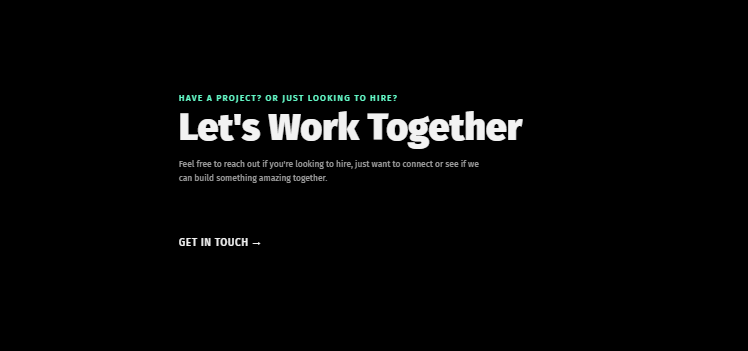 HAVE A PROJECT? OR JUST LOOKING TO HIRE?
Let's Work Together
Feel free to reach out if you're looking to hire, just want to connect or see if we
can build something amazing together.
GET IN TOUCH →